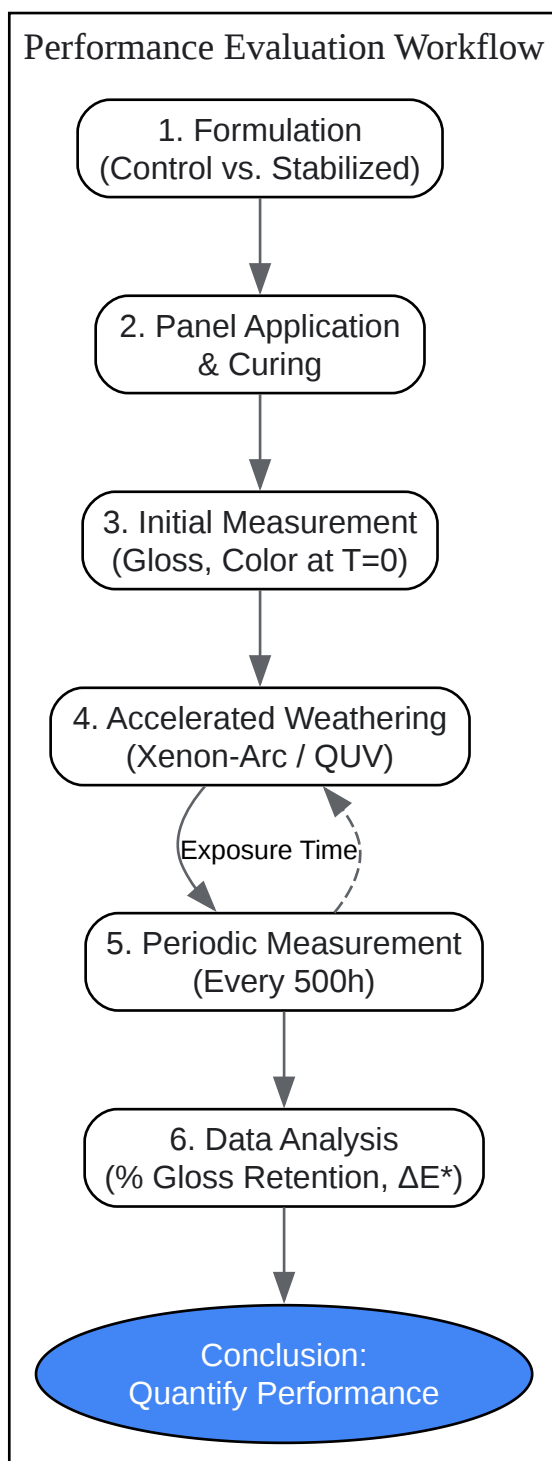 Performance Evaluation Workflow
1. Formulation
(Control vs. Stabilized)
2. Panel Application
& Curing
3. Initial Measurement
(Gloss, Color at T=0)
4. Accelerated Weathering
(Xenon-Arc / QUV)
Exposure Time
5. Periodic Measurement
(Every 500h)
6. Data Analysis
(% Gloss Retention, ΔE*)
Conclusion:
Quantify Performance